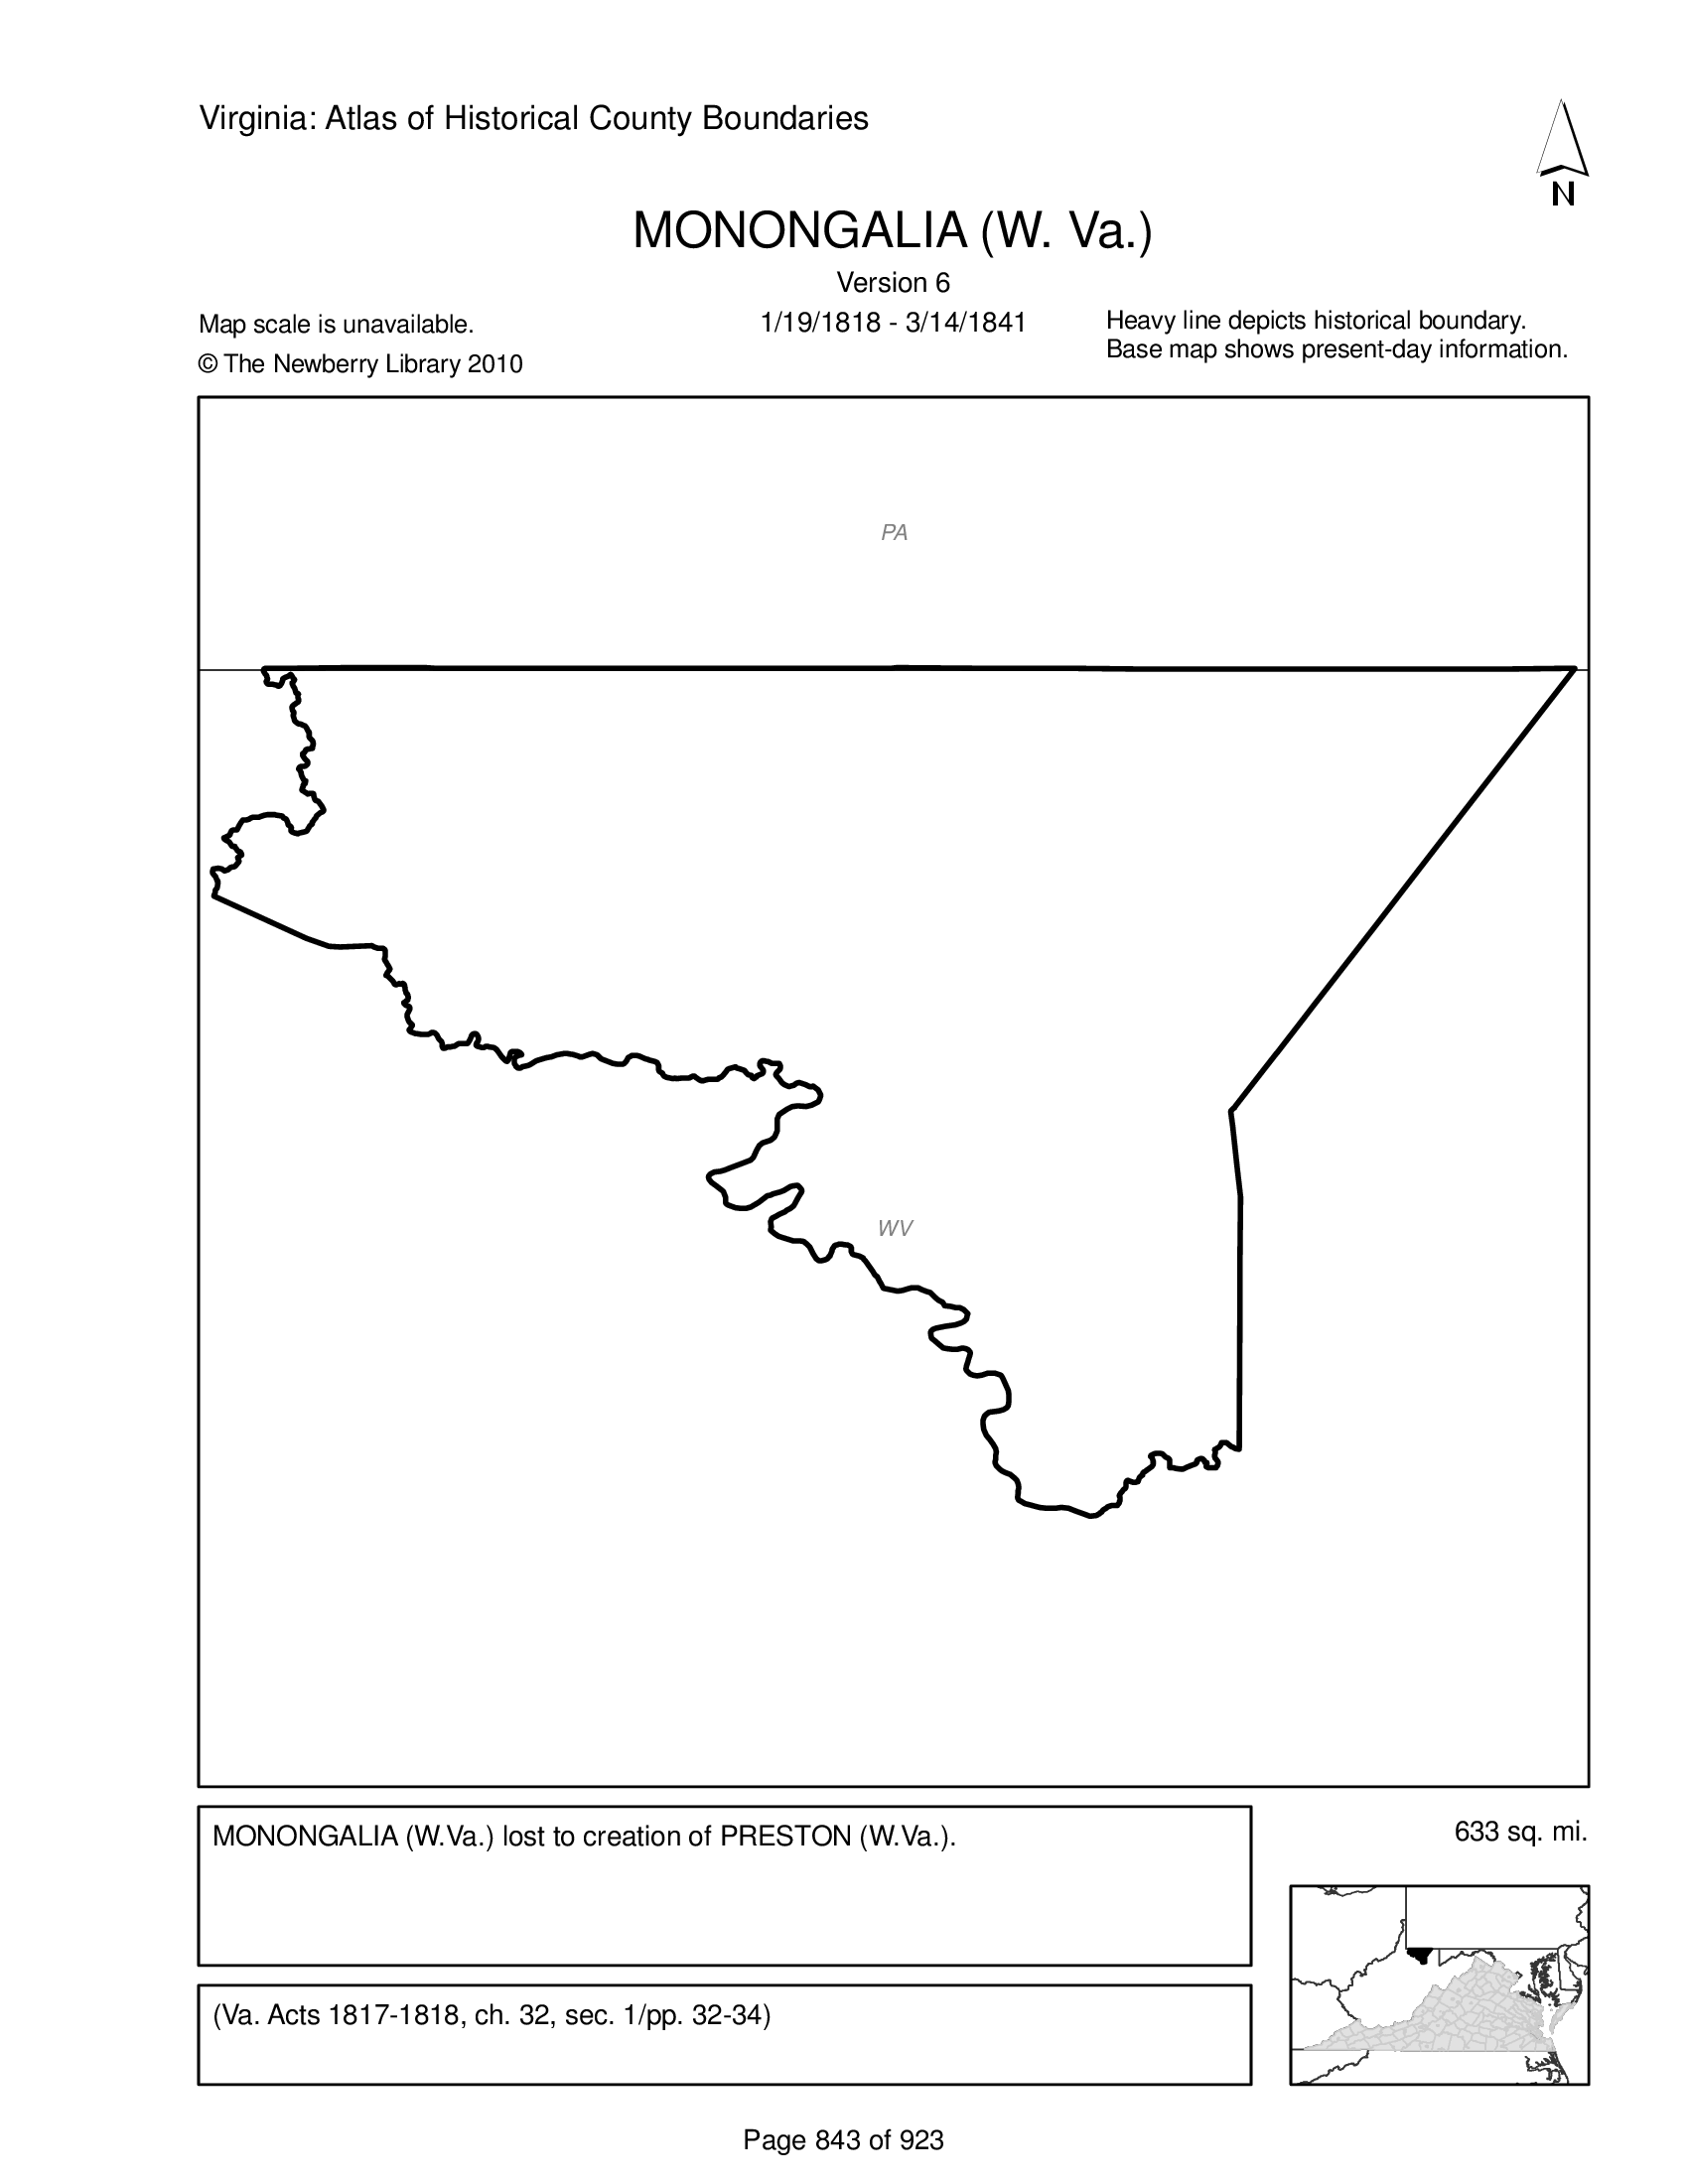 Virginia: Atlas of Historical County Boundaries
N
MONONGALIA (W. Va.)
Version 6
Map scale is unavailable.
1/19/1818 - 3/14/1841
Heavy line depicts historical boundary.
Base map shows present-day information.
© The Newberry Library 2010
PA
WV
MONONGALIA (W.Va.) lost to creation of PRESTON (W.Va.).
633 sq. mi.
(Va. Acts 1817-1818, ch. 32, sec. 1/pp. 32-34)
Page 843 of 923